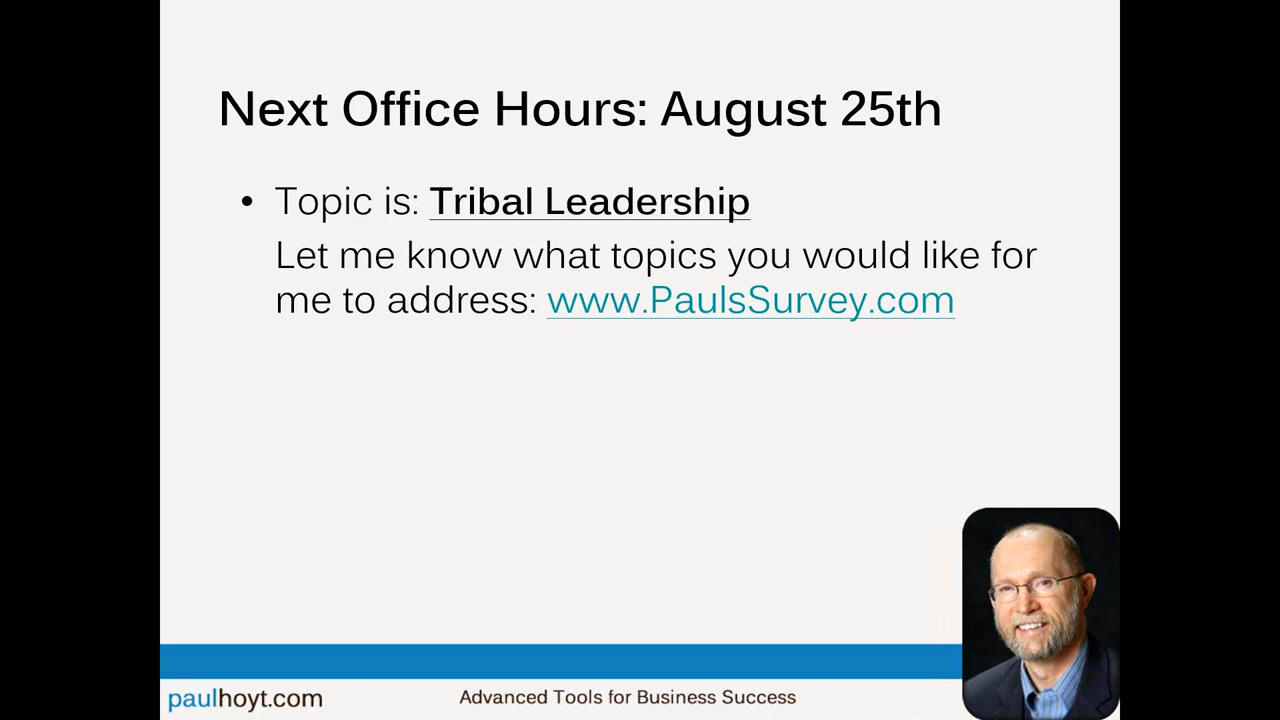 Next Office Hours: August 25th
• Topic is: Tribal Leadership
Let me know what topics you would like for
me to address: www.PaulsSurvey.com
paulhoyt.com
Advanced Tools for Business Success